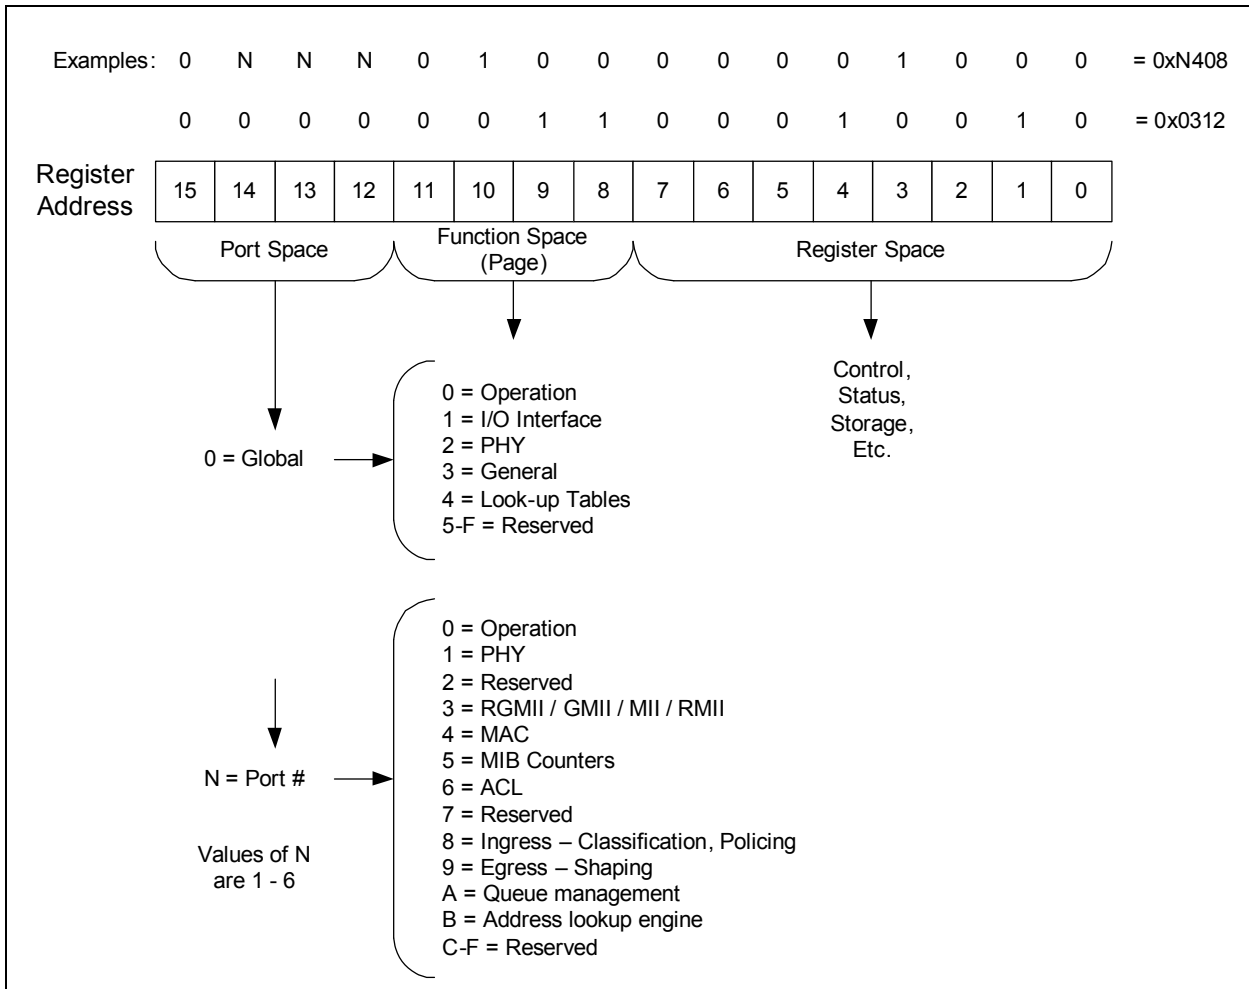 Examples: 0 N N N 0 1 0 0 0 0 0 0 1 0 0 0 = 0xN408
0 0 0 0 0 0 1 1 0 0 0 1 0 0 1 0 = 0x0312
Register
Address
15 14 13 12 11 10 9 8 7 6 5 4 3 2 1 0
Port Space
Function Space
(Page)
Register Space
0 = Global
0 = Operation
1 = I/O Interface
2 = PHY
3 = General
4 = Look-up Tables
5-F = Reserved
Control,
Status,
Storage,
Etc.
N = Port #
Values of N
are 1 - 6
0 = Operation
1 = PHY
2 = Reserved
3 = RGMII / GMII / MII / RMII
4 = MAC
5 = MIB Counters
6 = ACL
7 = Reserved
8 = Ingress – Classification, Policing
9 = Egress – Shaping
A = Queue management
B = Address lookup engine
C-F = Reserved